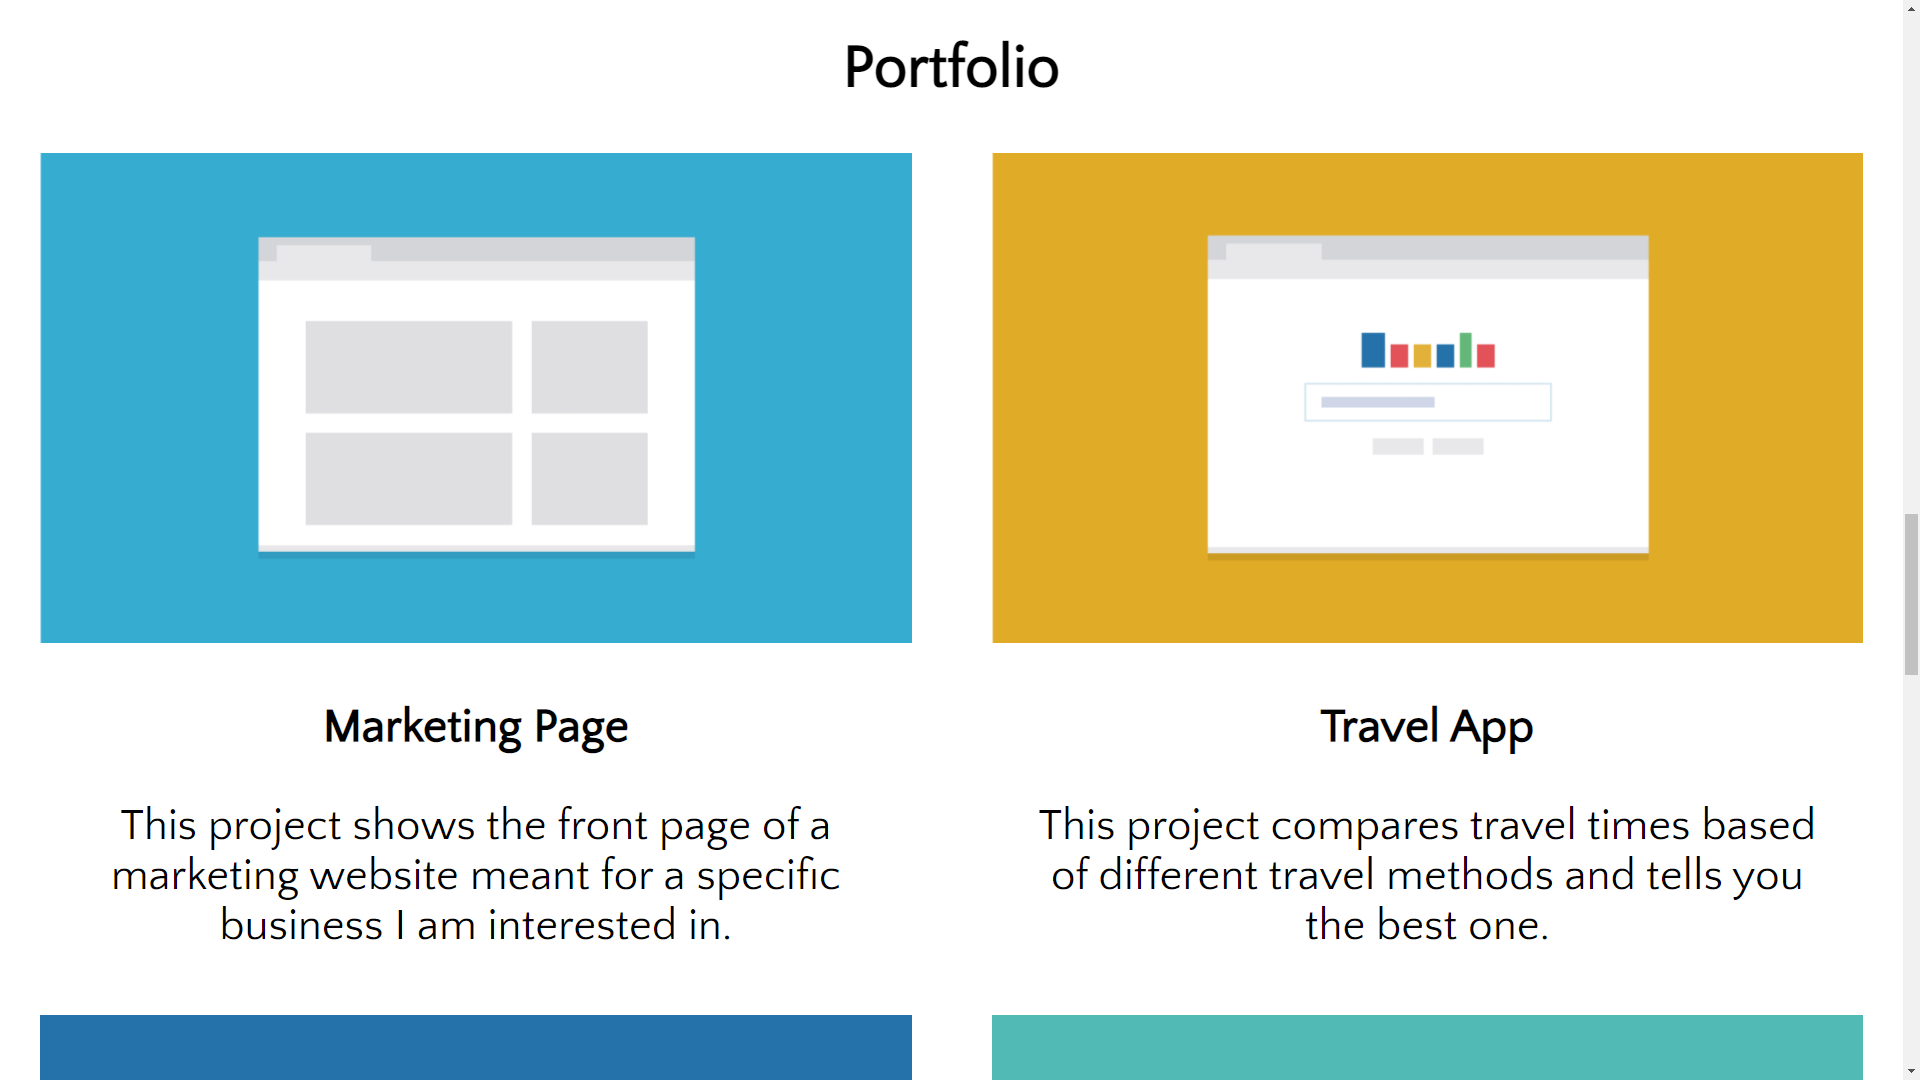 Portfolio
Marketing Page
This project shows the front page of a
marketing website meant for a specific
business I am interested in.
Travel App
This project compares travel times based
of different travel methods and tells you
the best one.